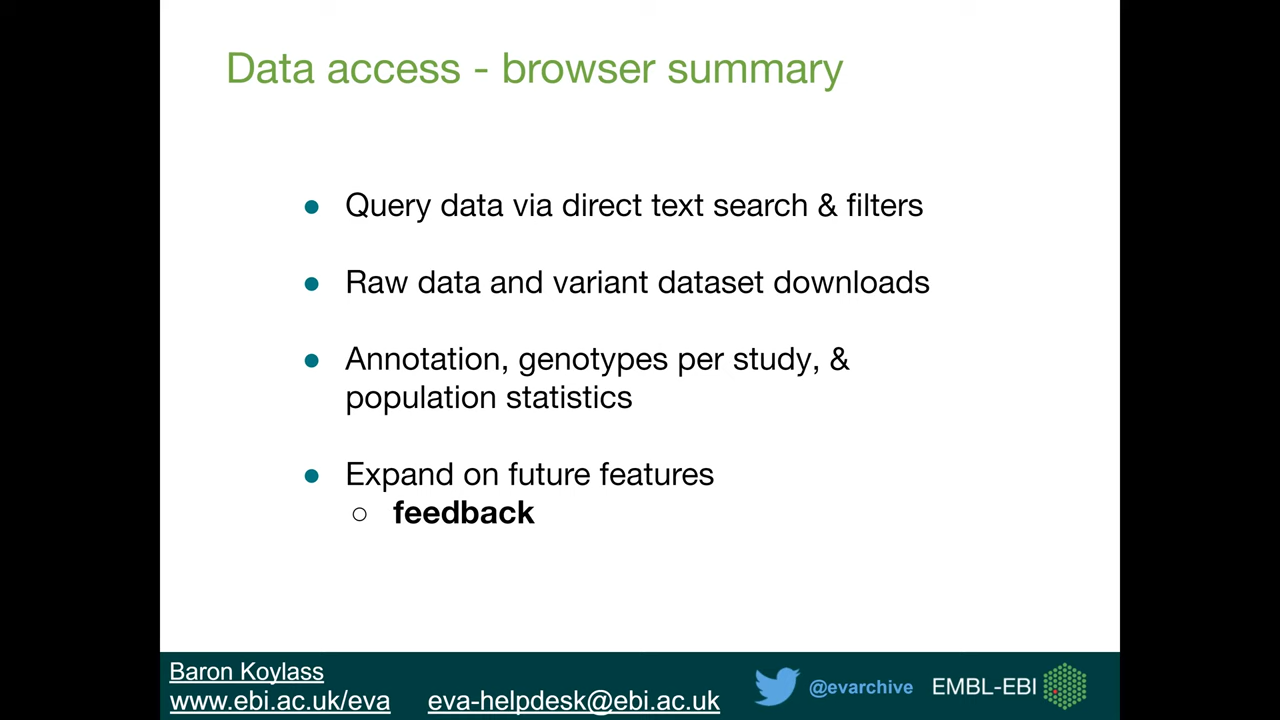 Data access - browser summary
● Query data via direct text search & filters
● Raw data and variant dataset downloads
● Annotation, genotypes per study, &
population statistics
● Expand on future features
○ feedback
Baron Koylass
www.ebi.ac.uk/eva eva-helpdesk@ebi.ac.uk
@evarchive EMBL-EBI